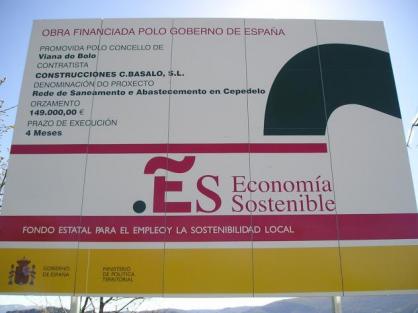 OBRA FINANCIADA POLO GOBERNO DE ESPAÑA
PROMOVIDA POLO CONCELLO DE
Viana do Bolo
CONTRATISTA
CONSTRUCCIONES C.BASALO, S.L.
DENOMINACIÓN DO PROXECTO
Rede de Saneamento e Abastecemento en Cepedelo
ORZAMENTO
149.000,00 €
PRAZO DE EXECUCIÓN
4 Meses
.ES Economía
Sostenible
FONDO ESTATAL PARA EL EMPLEO Y LA SOSTENIBILIDAD LOCAL
GOBIERNO
DE ESPAÑA
MINISTERIO
DE POLÍTICA
TERRITORIAL